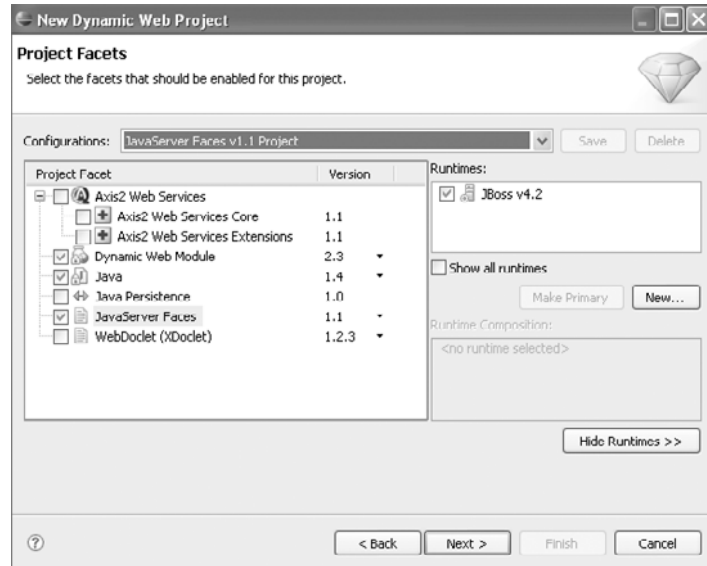 New Dynamic Web Project
Project Facets
Select the facets that should be enabled for this project.
Configurations: JavaServer Faces v1.1 Project Save Delete
Project Facet Version
Axis2 Web Services
Axis2 Web Services Core 1.1
Axis2 Web Services Extensions 1.1
Dynamic Web Module 2.3
Java 1.4
Java Persistence 1.0
JavaServer Faces 1.1
WebDoclet (XDoclet) 1.2.3
Runtimes:
JBoss v4.2
Show all runtimes
Make Primary New...
Runtime Composition:
<no runtime selected>
Hide Runtimes >>
? < Back Next > Finish Cancel